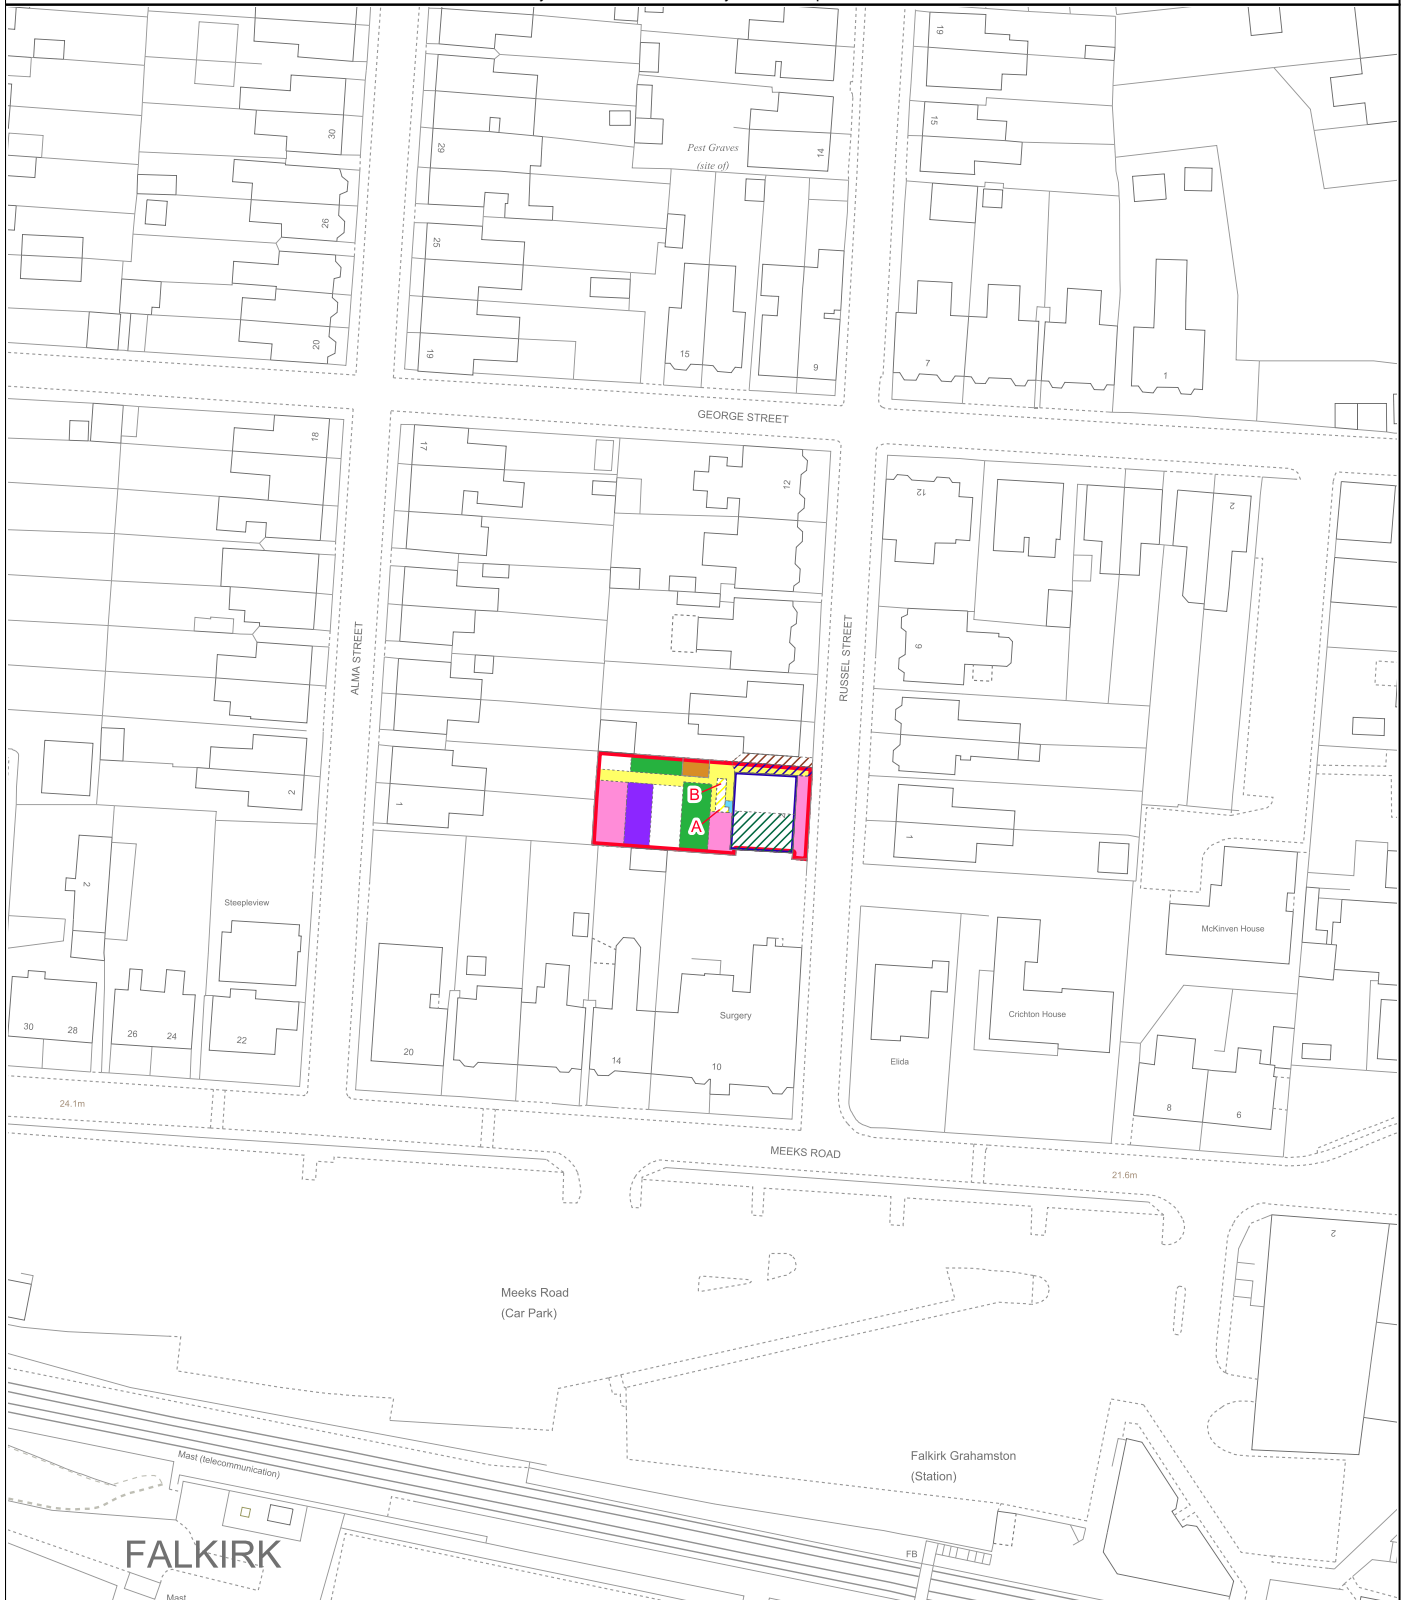 19
30
29
Pest Graves
(site of)
14
15
26
25
20
19
15
9
7
1
GEORGE STREET
18
17
12
12
2
ALMA STREET
RUSSEL STREET
9
2
B
A
1
1
2
Steepleview
McKinven House
Surgery
Crichton House
30
28
26
24
22
20
14
10
Elida
8
6
24.1m
MEEKS ROAD
21.6m
2
Meeks Road
(Car Park)
Mast (telecommunication)
Falkirk Grahamston
(Station)
FALKIRK
FB
Mast